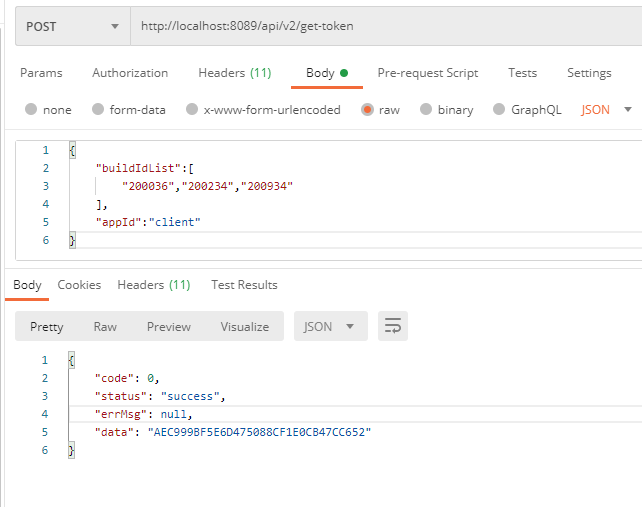 POST http://localhost:8089/api/v2/get-token
Params Authorization Headers (11) Body Pre-request Script Tests Settings
none form-data x-www-form-urlencoded raw binary GraphQL JSON
1 {
2 "buildIdList":[
3 "200036","200234","200934"
4 ],
5 "appId":"client"
6 }
Body Cookies Headers (11) Test Results
Pretty Raw Preview Visualize JSON
1 {
2 "code": 0,
3 "status": "success",
4 "errMsg": null,
5 "data": "AEC999BF5E6D475088CF1E0CB47CC652"
6 }